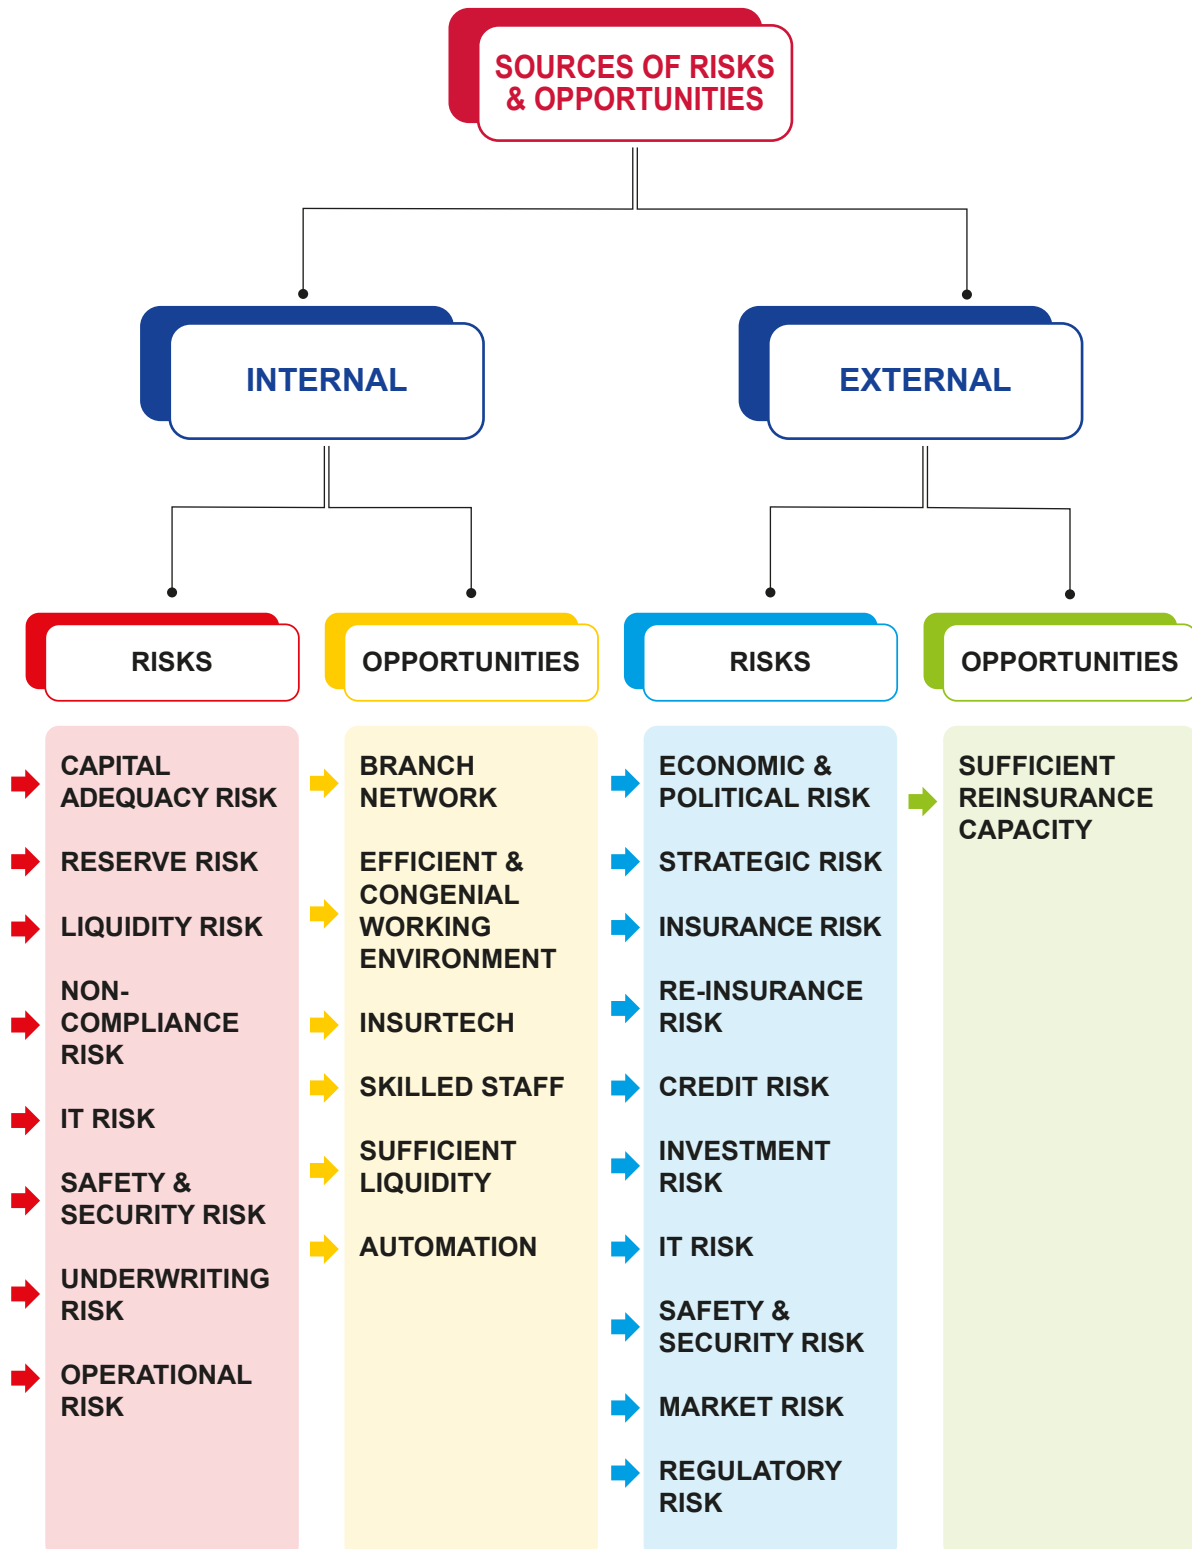 SOURCES OF RISKS
& OPPORTUNITIES
INTERNAL
EXTERNAL
RISKS
OPPORTUNITIES
RISKS
OPPORTUNITIES
CAPITAL
ADEQUACY RISK
RESERVE RISK
LIQUIDITY RISK
NON-
COMPLIANCE
RISK
IT RISK
SAFETY &
SECURITY RISK
UNDERWRITING
RISK
OPERATIONAL
RISK
BRANCH
NETWORK
EFFICIENT &
CONGENIAL
WORKING
ENVIRONMENT
INSURTECH
SKILLED STAFF
SUFFICIENT
LIQUIDITY
AUTOMATION
ECONOMIC &
POLITICAL RISK
STRATEGIC RISK
INSURANCE RISK
RE-INSURANCE
RISK
CREDIT RISK
INVESTMENT
RISK
IT RISK
SAFETY &
SECURITY RISK
MARKET RISK
REGULATORY
RISK
SUFFICIENT
REINSURANCE
CAPACITY